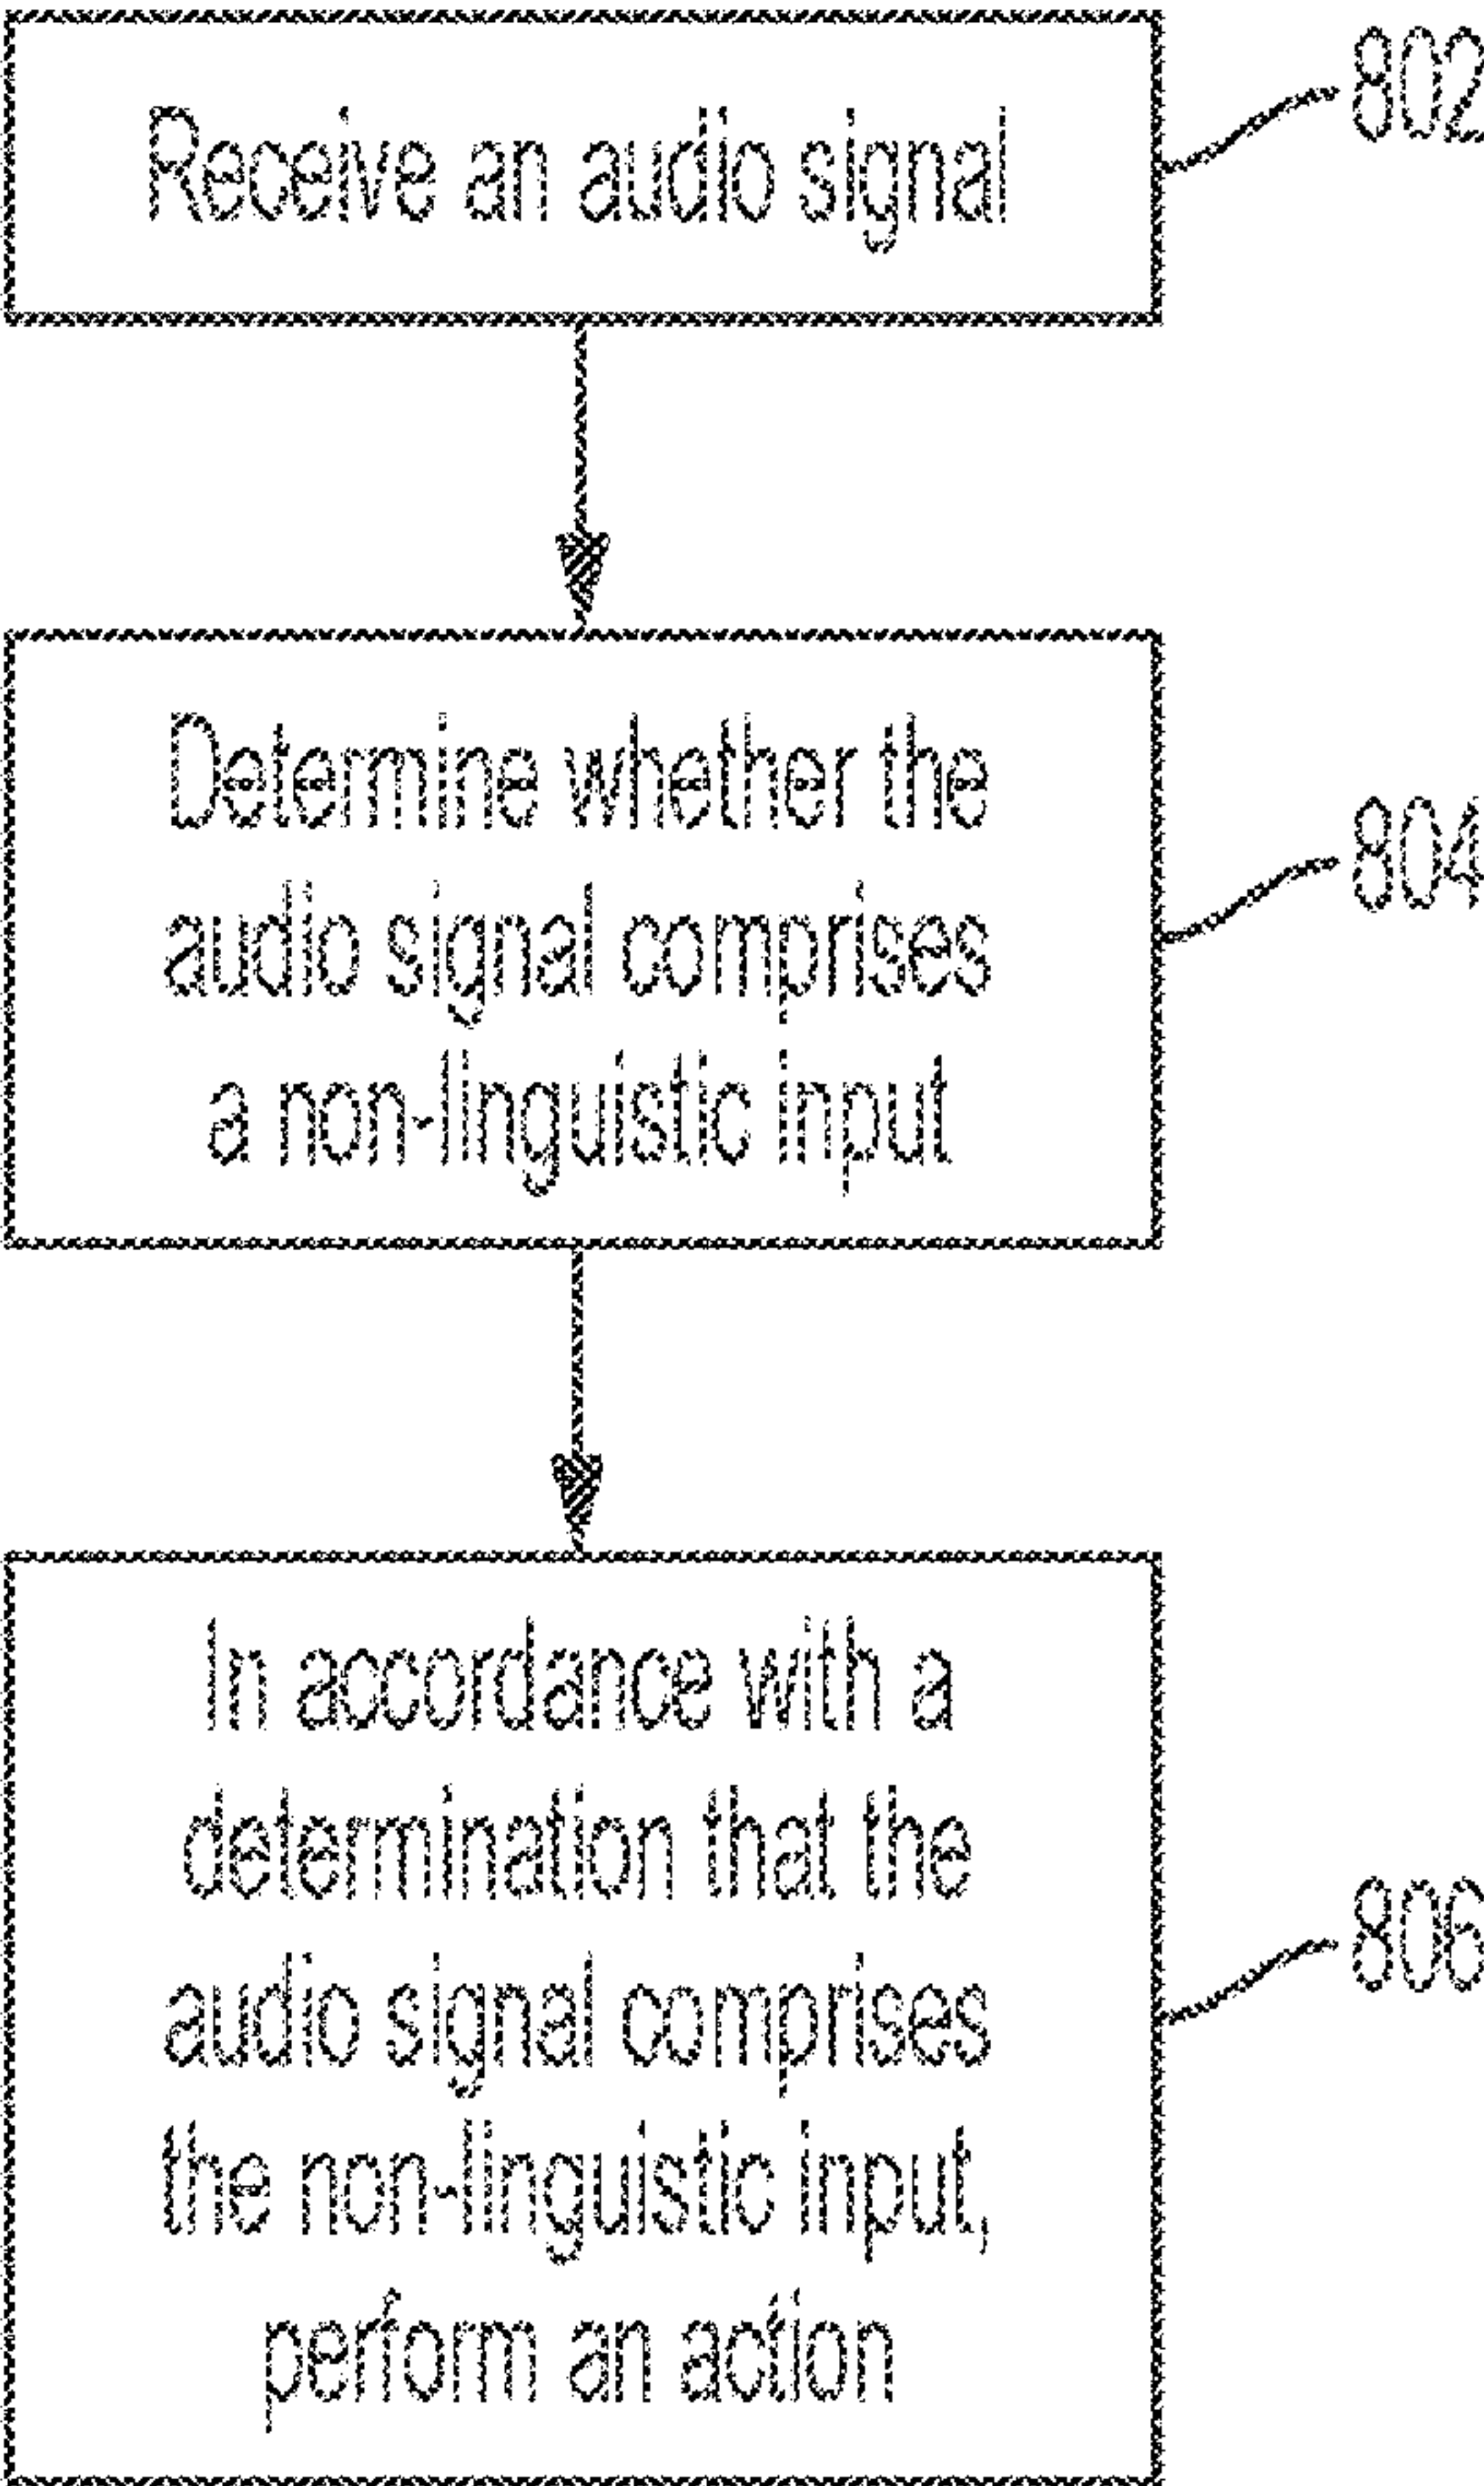 Receive an audio signal
802
Determine whether the
audio signal comprises
a non-linguistic input
804
In accordance with a
determination that the
audio signal comprises
the non-linguistic input,
perform an action
806